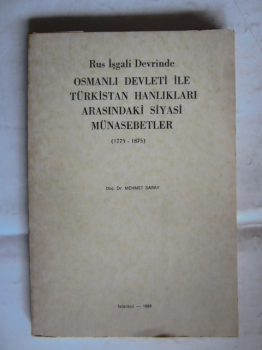 Rus İşgali Devrinde
OSMANLI DEVLETİ İLE
TÜRKİSTAN HANLIKLARI
ARASINDAKİ SİYASİ
MÜNASEBETLER
(1775 - 1875)
Doç. Dr. MEHMET SARAY
İstanbul —